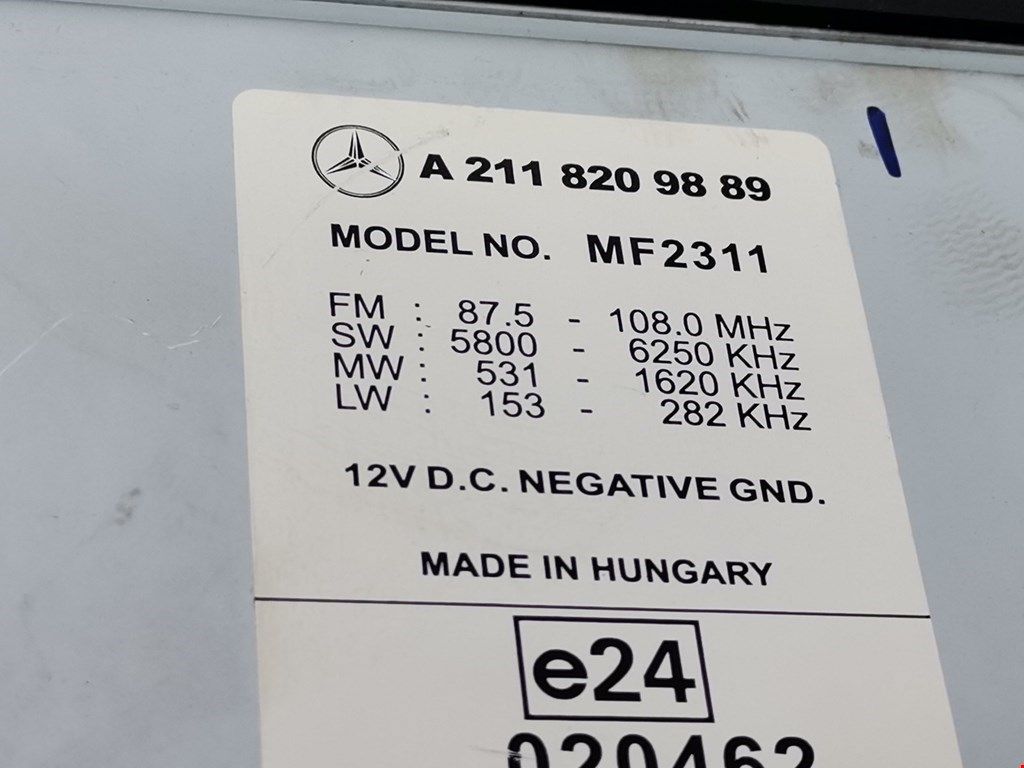 A 211 820 98 89
MODEL NO. MF2311
FM : 87.5 - 108.0 MHz
SW : 5800 - 6250 KHz
MW : 531 - 1620 KHz
LW : 153 - 282 KHz
12V D.C. NEGATIVE GND.
MADE IN HUNGARY
e24
020462